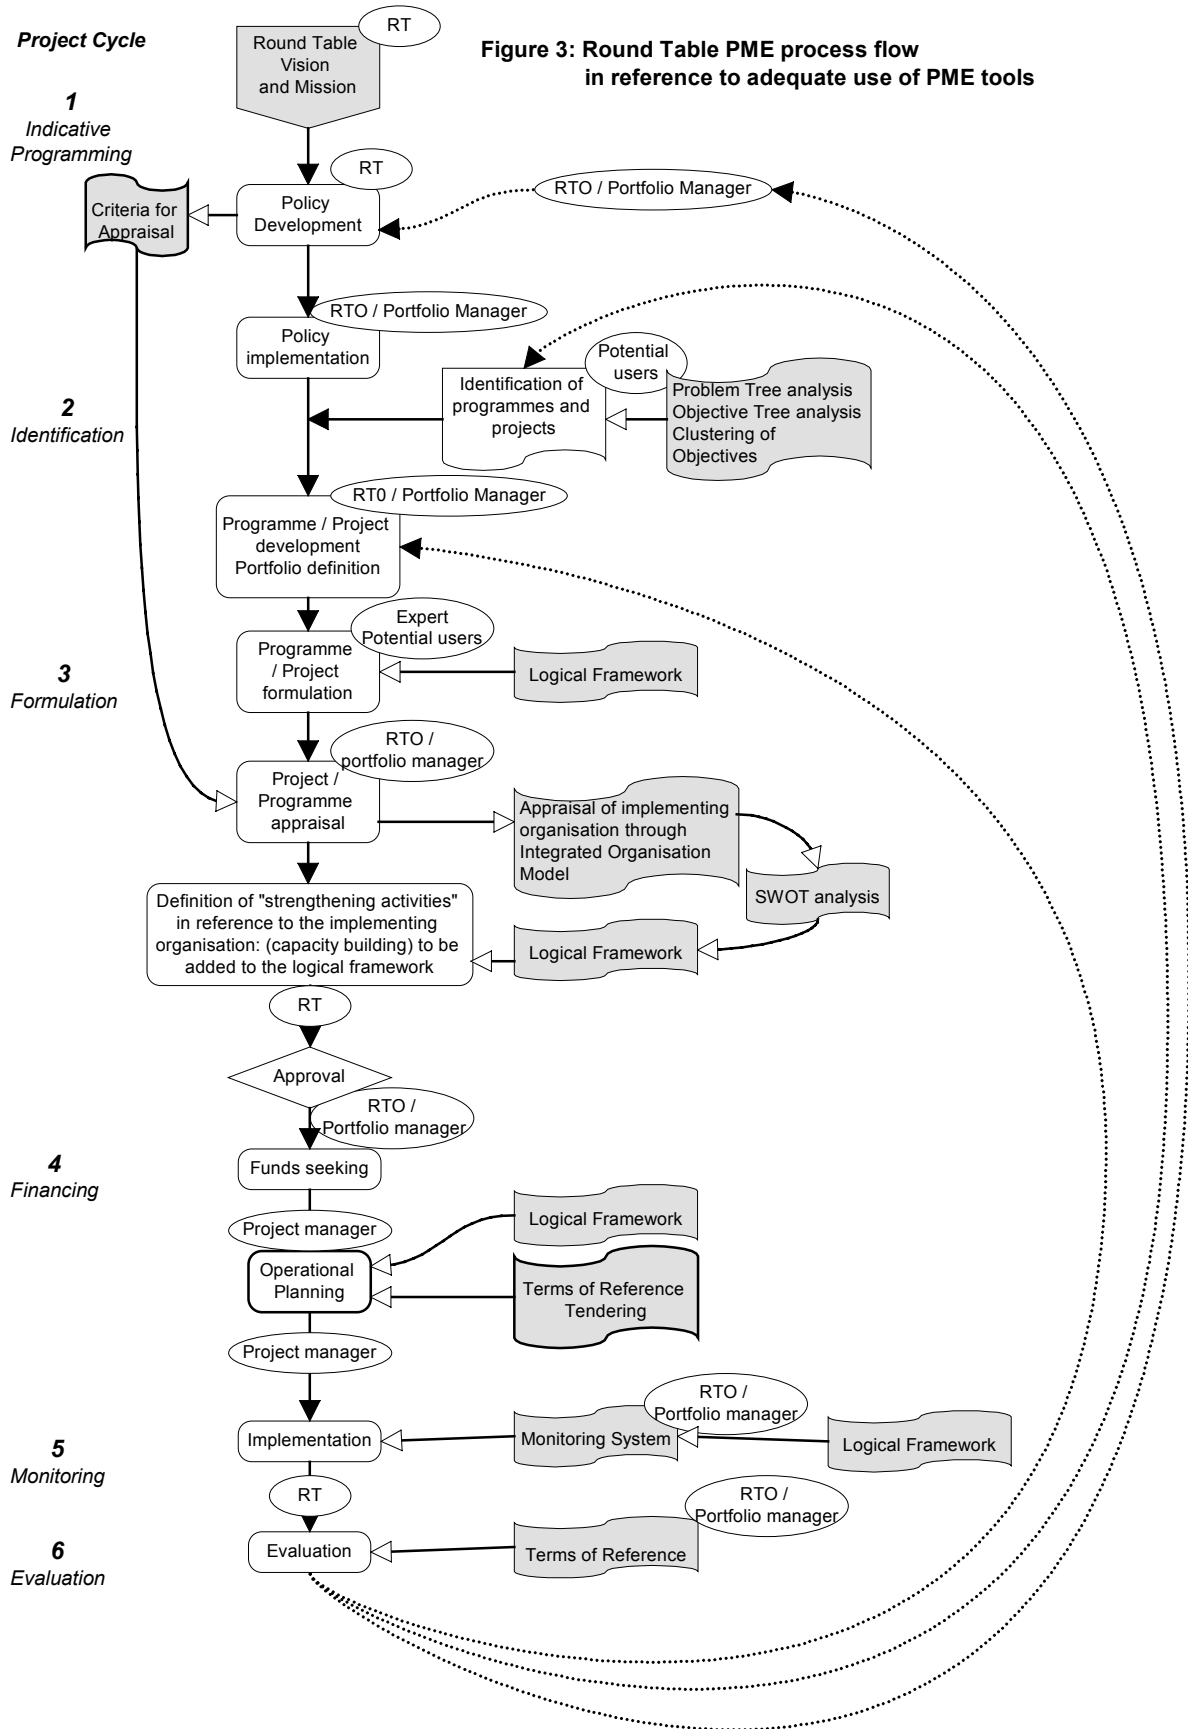 Project Cycle
RT
Round Table
Vision
and Mission
Figure 3: Round Table PME process flow
in reference to adequate use of PME tools
1
Indicative
Programming
RT
RTO / Portfolio Manager
Criteria for
Appraisal
Policy
Development
RTO / Portfolio Manager
Policy
implementation
Potential
users
Identification of
programmes and
projects
Problem Tree analysis
Objective Tree analysis
Clustering of
Objectives
2
Identification
RT0 / Portfolio Manager
Programme / Project
development
Portfolio definition
Expert
Potential users
Programme
/ Project
formulation
Logical Framework
3
Formulation
RTO /
portfolio manager
Project /
Programme
appraisal
Appraisal of implementing
organisation through
Integrated Organisation
Model
SWOT analysis
Definition of "strengthening activities"
in reference to the implementing
organisation: (capacity building) to be
added to the logical framework
Logical Framework
RT
Approval
RTO /
Portfolio manager
4
Financing
Funds seeking
Project manager
Logical Framework
Operational
Planning
Terms of Reference
Tendering
Project manager
RTO /
Portfolio manager
Implementation
Monitoring System
Logical Framework
5
Monitoring
RT
RTO /
Portfolio manager
Evaluation
Terms of Reference
6
Evaluation